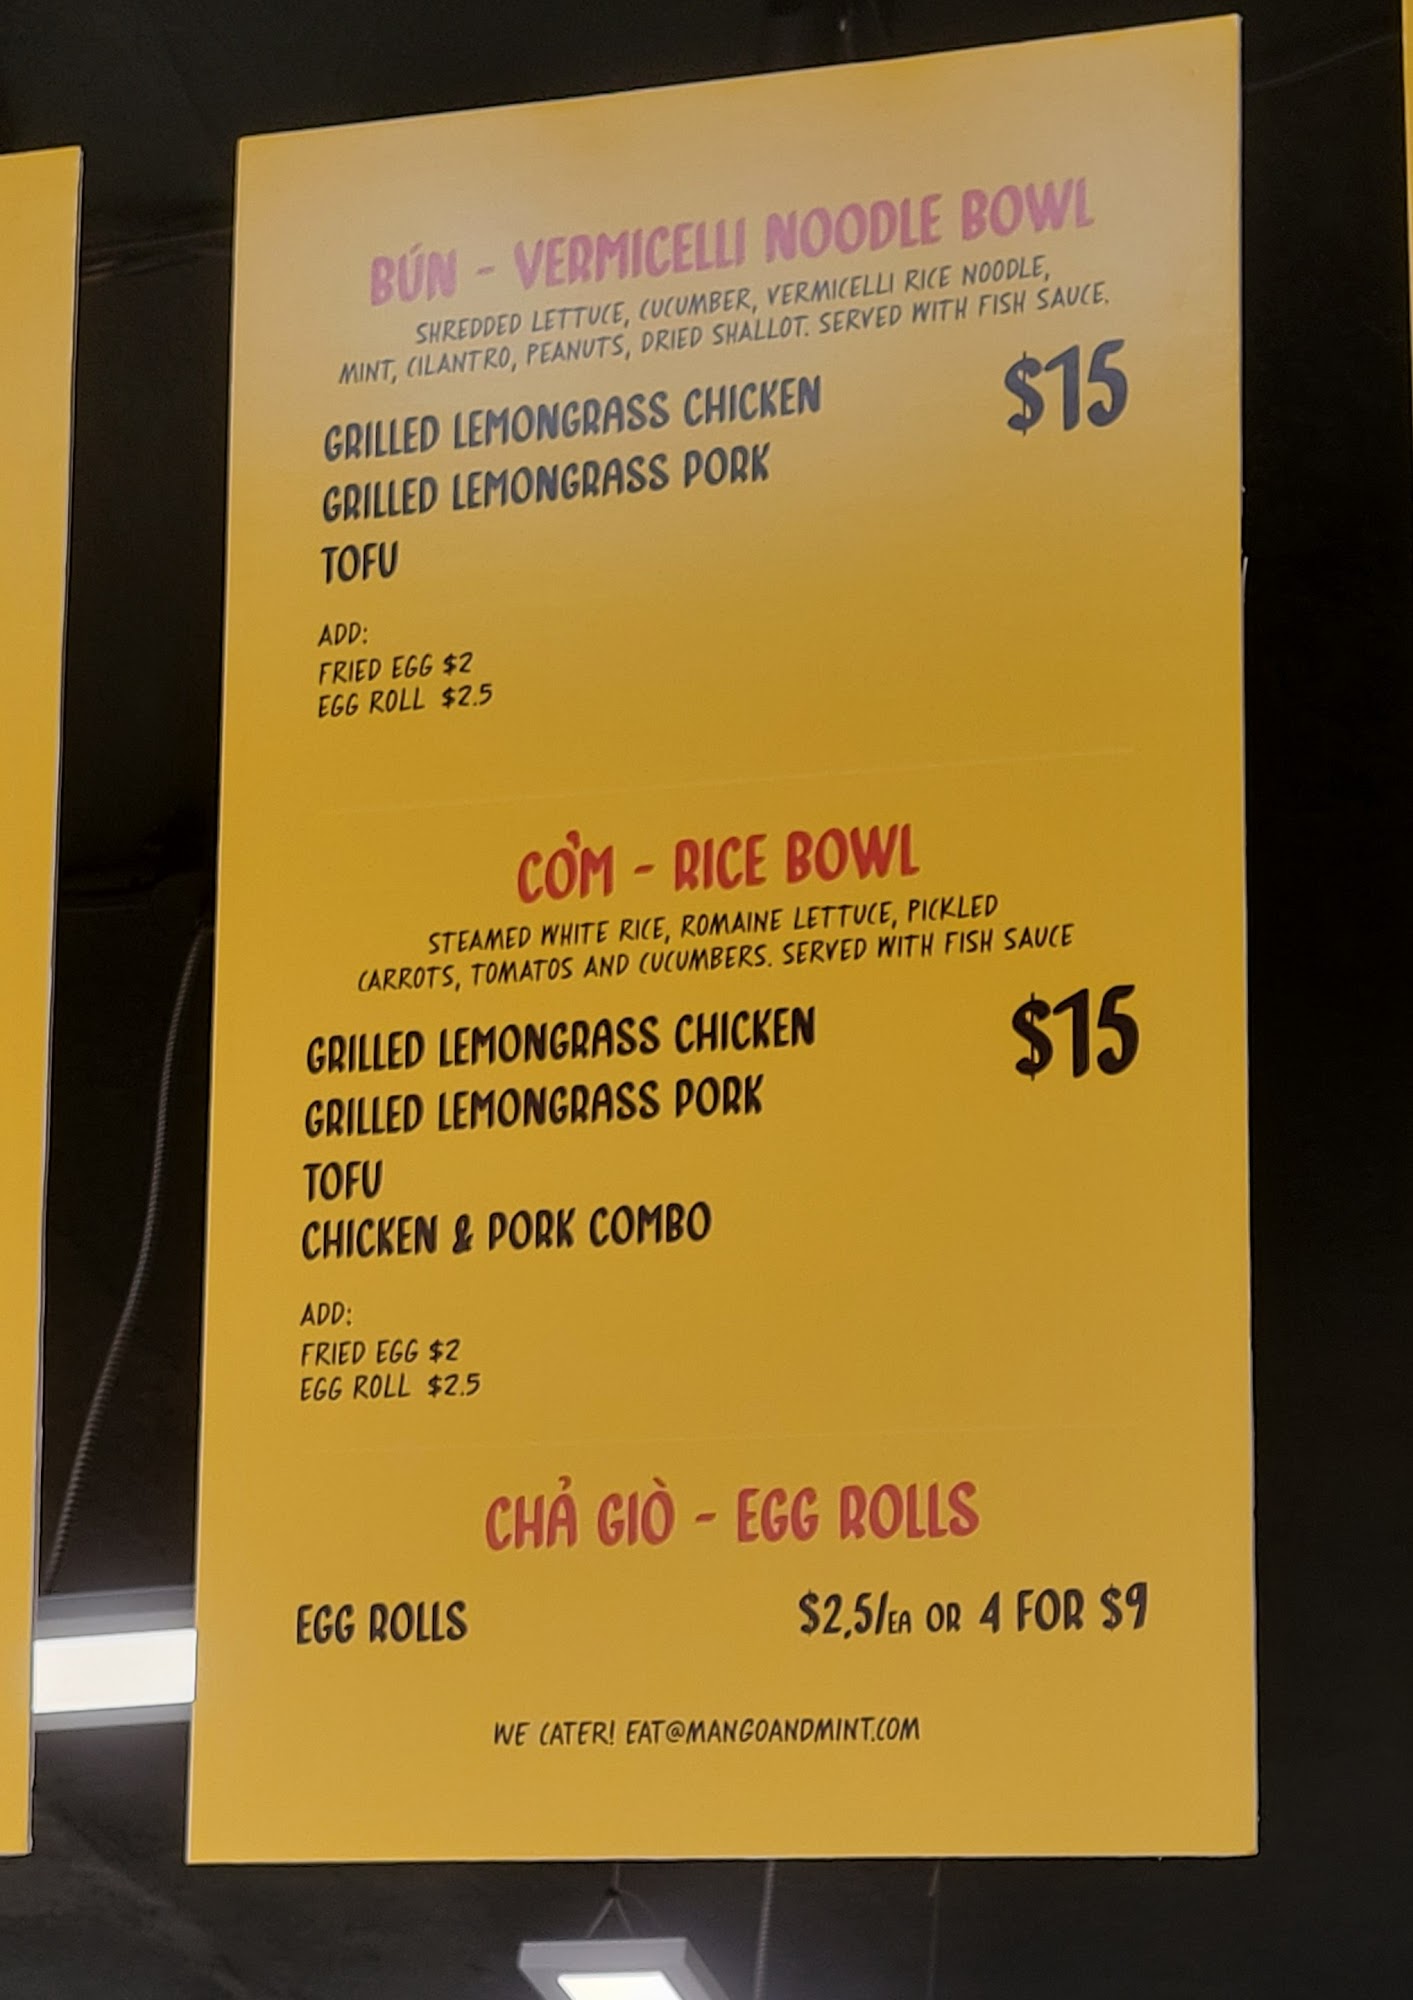 BÚN - VERMICELLI NOODLE BOWL
SHREDDED LETTUCE, CUCUMBER, VERMICELLI RICE NOODLE,
MINT, CILANTRO, PEANUTS, DRIED SHALLOT. SERVED WITH FISH SAUCE.
GRILLED LEMONGRASS CHICKEN $15
GRILLED LEMONGRASS PORK
TOFU
ADD:
FRIED EGG $2
EGG ROLL $2.5
CƠM - RICE BOWL
STEAMED WHITE RICE, ROMAINE LETTUCE, PICKLED
CARROTS, TOMATOS AND CUCUMBERS. SERVED WITH FISH SAUCE
GRILLED LEMONGRASS CHICKEN $15
GRILLED LEMONGRASS PORK
TOFU
CHICKEN & PORK COMBO
ADD:
FRIED EGG $2
EGG ROLL $2.5
CHẢ GIÒ - EGG ROLLS
EGG ROLLS $2,5/EA OR 4 FOR $9
WE CATER! EAT@MANGOANDMINT.COM